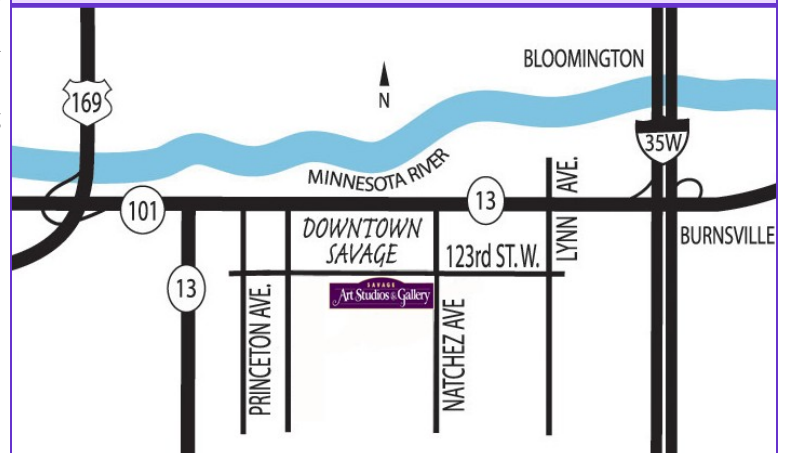 BLOOMINGTON
169
N
35W
MINNESOTA RIVER
LYNN AVE.
101
13
DOWNTOWN
SAVAGE
123rd ST.W.
BURNSVILLE
13
SAVAGE
Art Studios & Gallery
PRINCETON AVE.
NATCHEZ AVE